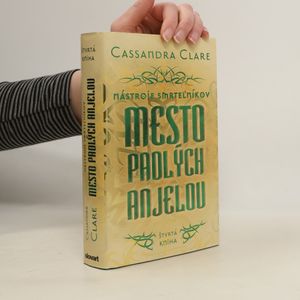 CASSANDRA CLARE
NÁSTROJE SMRTEĽNÍKOV
MESTO
PADLÝCH
ANJELOV
ŠTVRTÁ
KNIHA
ŠTVRTÁ
KNIHA
MESTO PADLÝCH ANJELOV
CASSANDRA
CLARE
slovart